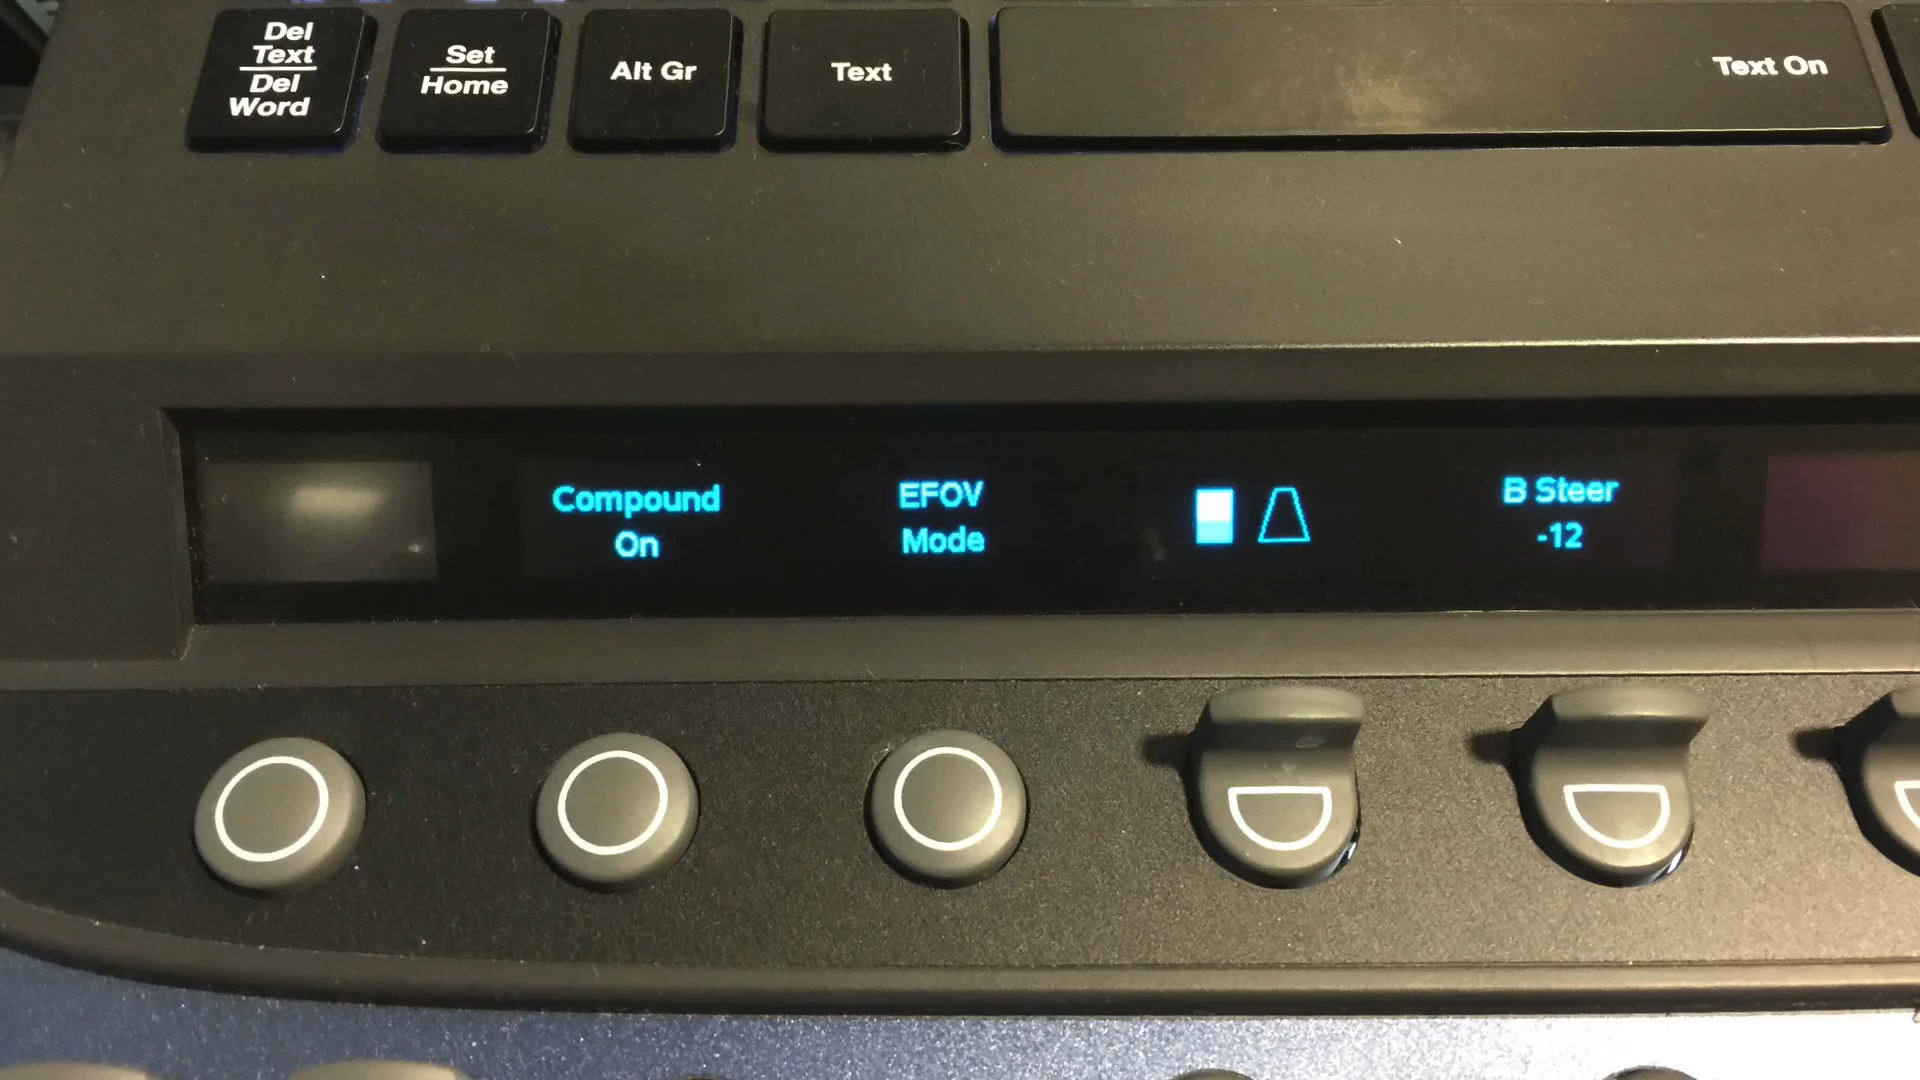 Del
Text
Del
Word
Set
Home
Alt Gr
Text
Text On
Compound
On
EFOV
Mode
B Steer
-12